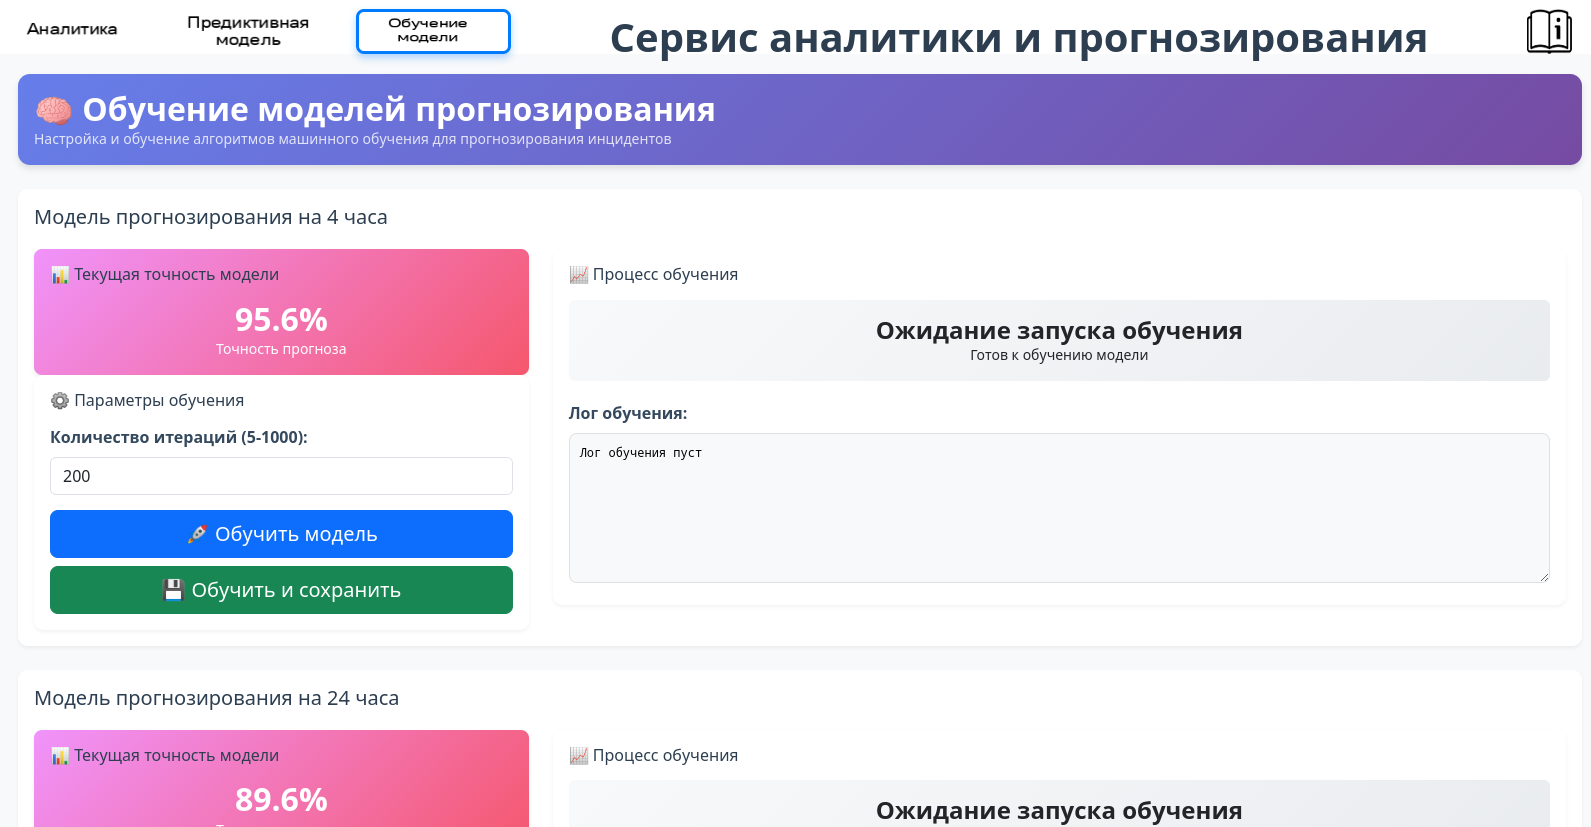 Аналитика
Предиктивная
модель
Обучение
модели
Сервис аналитики и прогнозирования
🧠 Обучение моделей прогнозирования
Настройка и обучение алгоритмов машинного обучения для прогнозирования инцидентов
Модель прогнозирования на 4 часа
📊 Текущая точность модели
95.6%
Точность прогноза
⚙️ Параметры обучения
Количество итераций (5-1000):
200
🚀 Обучить модель
💾 Обучить и сохранить
📈 Процесс обучения
Ожидание запуска обучения
Готов к обучению модели
Лог обучения:
Лог обучения пуст
Модель прогнозирования на 24 часа
📊 Текущая точность модели
89.6%
📈 Процесс обучения
Ожидание запуска обучения